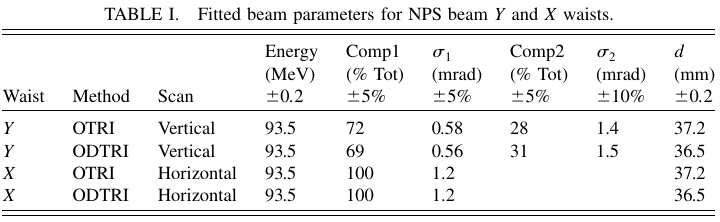 TABLE I. Fitted beam parameters for NPS beam Y and X waists.
Energy Comp1 σ1 Comp2 σ2 d
(MeV) (% Tot) (mrad) (% Tot) (mrad) (mm)
Waist Method Scan ±0.2 ±5% ±5% ±5% ±10% ±0.2
Y OTRI Vertical 93.5 72 0.58 28 1.4 37.2
Y ODTRI Vertical 93.5 69 0.56 31 1.5 36.5
X OTRI Horizontal 93.5 100 1.2 37.2
X ODTRI Horizontal 93.5 100 1.2 36.5